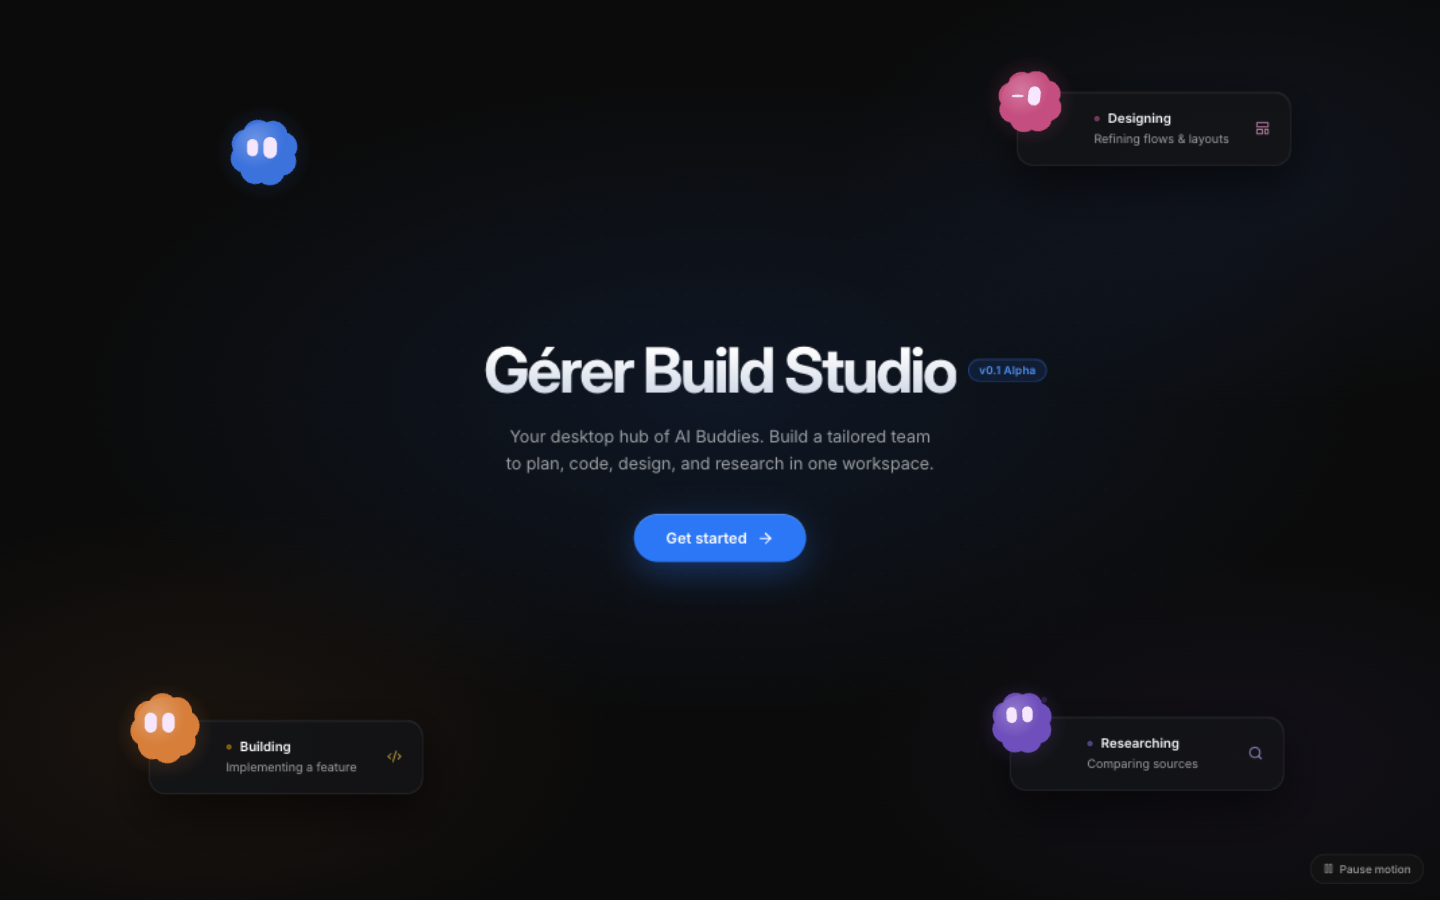 Designing
Refining flows & layouts
Gérer Build Studio
v0.1 Alpha
Your desktop hub of AI Buddies. Build a tailored team
to plan, code, design, and research in one workspace.
Get started
Building
Implementing a feature
Researching
Comparing sources
Pause motion